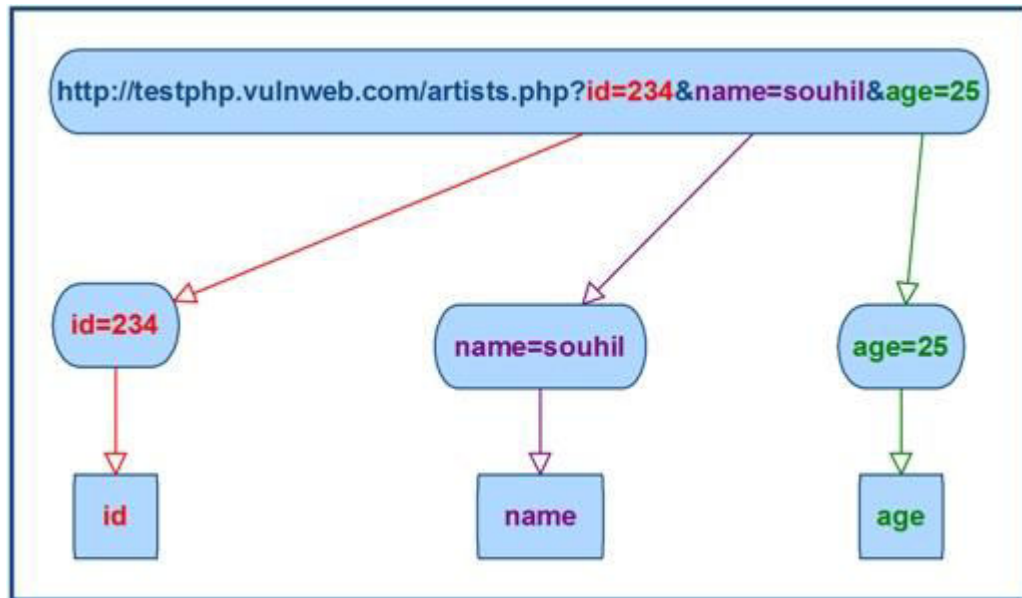 http://testphp.vulnweb.com/artists.php?id=234&name=souhil&age=25
id=234
name=souhil
age=25
id
name
age